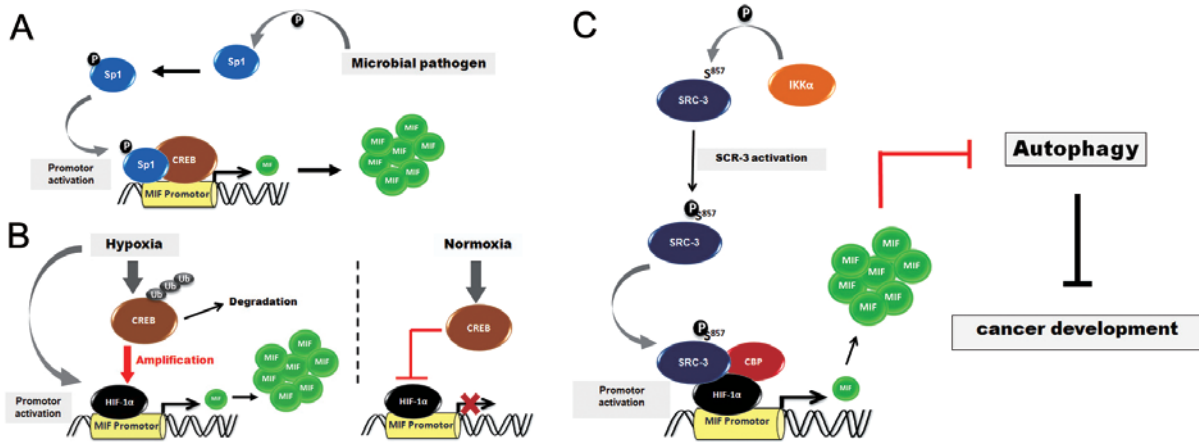 A
P
Sp1
Microbial pathogen
P
Sp1
P
Sp1
CREB
Promotor
activation
MIF Promotor
MIF
MIF
MIF
MIF
MIF
MIF
MIF
MIF
MIF
B
Hypoxia
Normoxia
Ub
Ub
Ub
CREB
Degradation
CREB
Amplification
Promotor
activation
HIF-1α
MIF Promotor
MIF
MIF
MIF
MIF
MIF
MIF
MIF
MIF
MIF
HIF-1α
MIF Promotor
C
P
S857
SRC-3
IKKα
SCR-3 activation
P
S857
SRC-3
P
S857
SRC-3
CBP
HIF-1α
Promotor
activation
MIF Promotor
MIF
MIF
MIF
MIF
MIF
MIF
MIF
MIF
MIF
Autophagy
cancer development